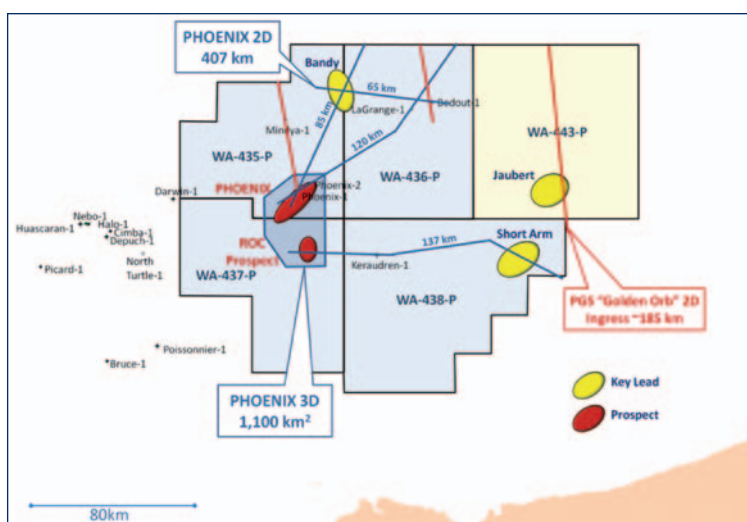 PHOENIX 2D
407 km
Bandy
65 km
LaGrange-1
Bedout-1
85 km
Minilya-1
120 km
WA-443-P
WA-435-P
WA-436-P
Jaubert
PHOENIX
Phoenix-2
Phoenix-1
Darwin-1
Nebo-1
Huascaran-1
Halo-1
Cimba-1
Depuch-1
Short Arm
137 km
ROC
Prospect
North
Turtle-1
Picard-1
WA-437-P
Keraudren-1
WA-438-P
PGS "Golden Orb" 2D
Ingress ~185 km
Poissonnier-1
Bruce-1
Key Lead
PHOENIX 3D
1,100 km²
Prospect
80km